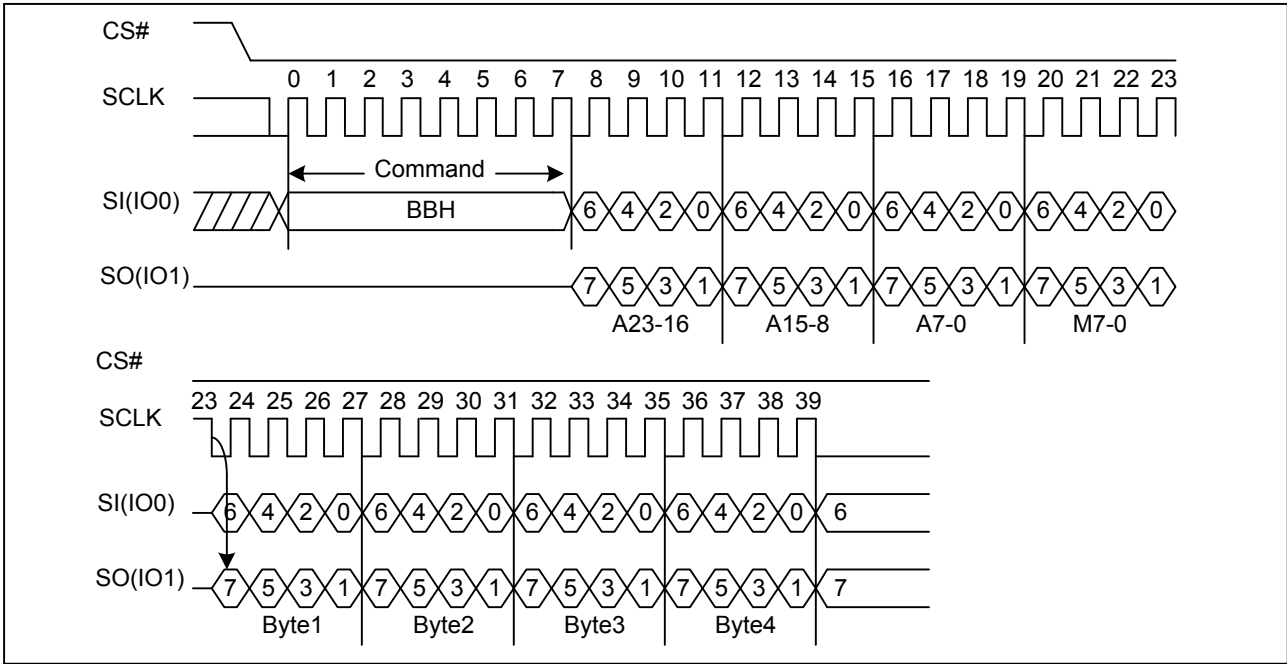 CS#
0 1 2 3 4 5 6 7 8 9 10 11 12 13 14 15 16 17 18 19 20 21 22 23
SCLK
Command
SI(IO0) BBH 6 4 2 0 6 4 2 0 6 4 2 0 6 4 2 0
SO(IO1) 7 5 3 1 7 5 3 1 7 5 3 1 7 5 3 1
A23-16 A15-8 A7-0 M7-0
CS#
23 24 25 26 27 28 29 30 31 32 33 34 35 36 37 38 39
SCLK
SI(IO0) 6 4 2 0 6 4 2 0 6 4 2 0 6 4 2 0 6
SO(IO1) 7 5 3 1 7 5 3 1 7 5 3 1 7 5 3 1 7
Byte1 Byte2 Byte3 Byte4